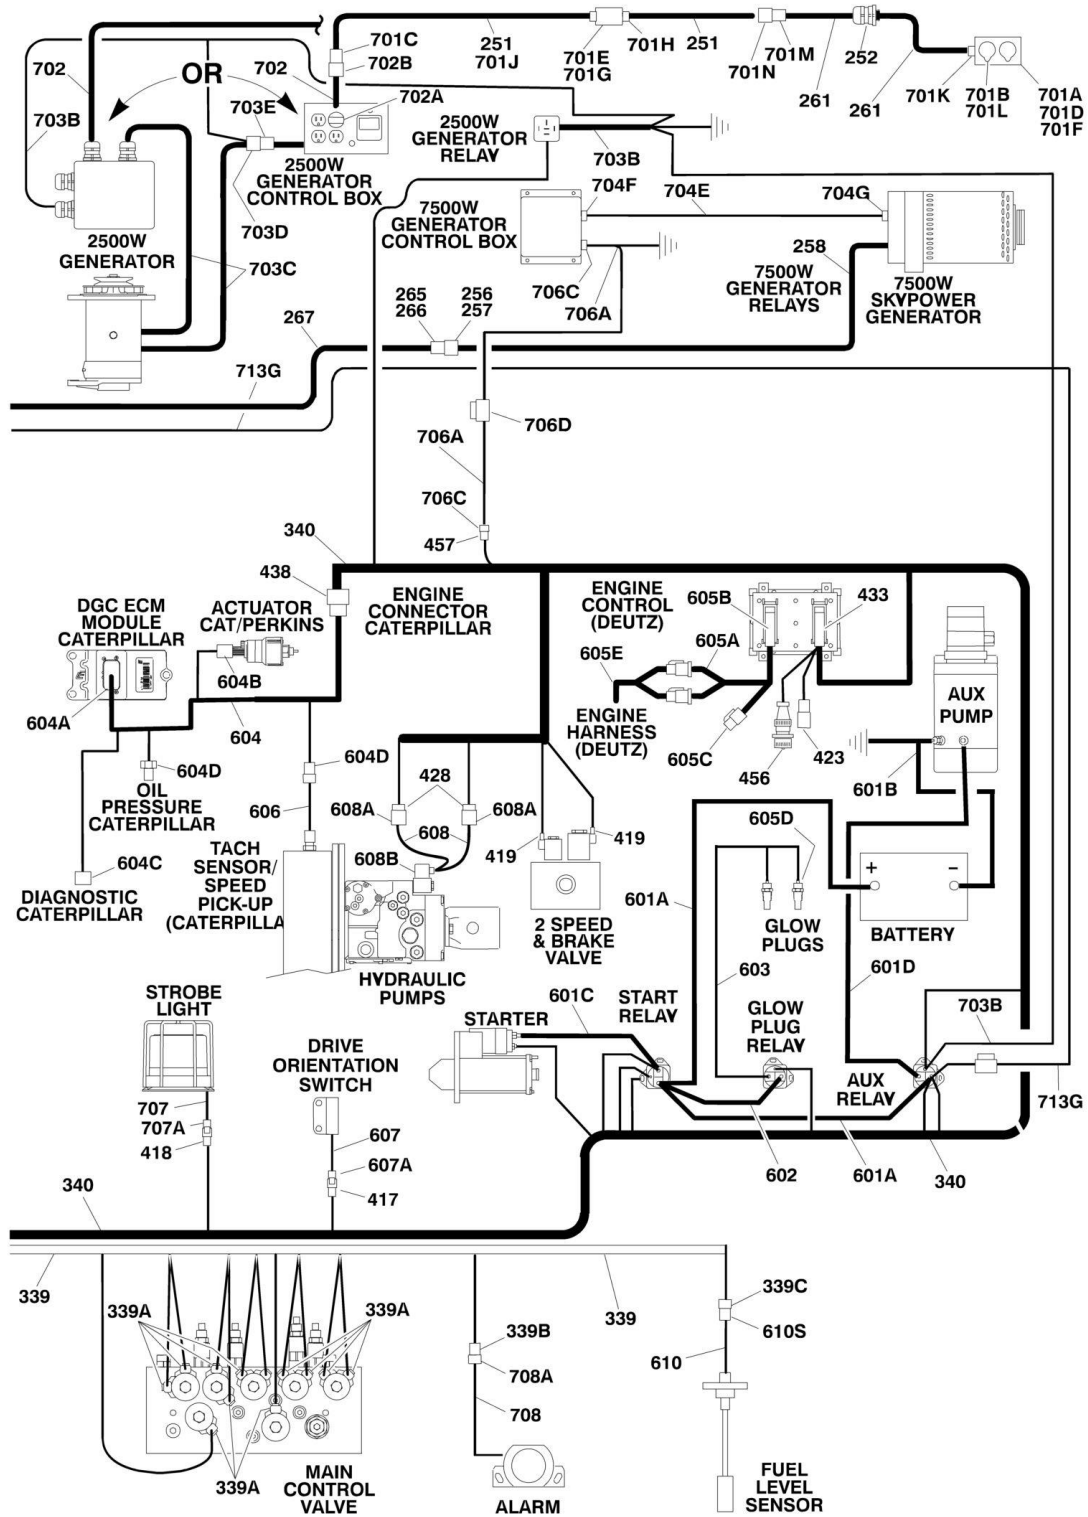 701C
702B
251
701J
701E
701G
701H
251
701N
701M
261
252
261
701K
701B
701L
701A
701D
701F
702
OR
702
702A
703E
703B
2500W
GENERATOR
CONTROL BOX
703D
2500W
GENERATOR
RELAY
703B
2500W
GENERATOR
703C
7500W
GENERATOR
CONTROL BOX
704F
704E
704G
706C
706A
258
7500W
GENERATOR
RELAYS
7500W
SKYPOWER
GENERATOR
265
266
256
257
267
713G
706D
706A
706C
457
340
438
ENGINE
CONNECTOR
CATERPILLAR
DGC ECM
MODULE
CATERPILLAR
ACTUATOR
CAT/PERKINS
604B
604A
604
604D
OIL
PRESSURE
CATERPILLAR
604C
DIAGNOSTIC
CATERPILLAR
604D
606
TACH
SENSOR/
SPEED
PICK-UP
(CATERPILLA
428
608A
608A
608
608B
HYDRAULIC
PUMPS
419
419
2 SPEED
& BRAKE
VALVE
ENGINE
CONTROL
(DEUTZ)
605B
433
605A
605E
ENGINE
HARNESS
(DEUTZ)
605C
456
423
AUX
PUMP
601B
605D
+
-
BATTERY
601A
GLOW
PLUGS
603
601D
703B
STROBE
LIGHT
707
707A
418
DRIVE
ORIENTATION
SWITCH
607
607A
417
STARTER
601C
START
RELAY
GLOW
PLUG
RELAY
AUX
RELAY
713G
602
601A
340
340
339
339A
339A
339A
MAIN
CONTROL
VALVE
339B
708A
708
ALARM
339
339C
610S
610
FUEL
LEVEL
SENSOR